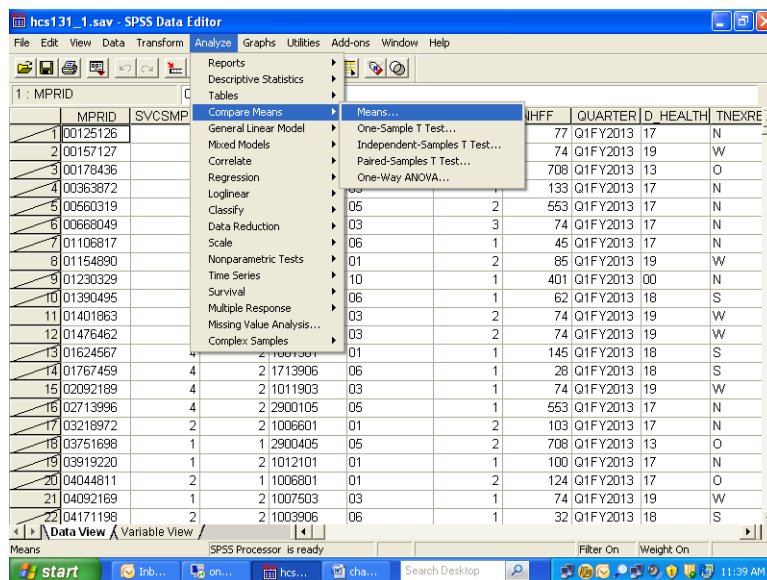 hcs131_1.sav - SPSS Data Editor
File Edit View Data Transform Analyze Graphs Utilities Add-ons Window Help
1 : MPRID
Reports
Descriptive Statistics
Tables
Compare Means
General Linear Model
Mixed Models
Correlate
Regression
Loglinear
Classify
Data Reduction
Scale
Nonparametric Tests
Time Series
Survival
Multiple Response
Missing Value Analysis...
Complex Samples
Means...
One-Sample T Test...
Independent-Samples T Test...
Paired-Samples T Test...
One-Way ANOVA...
MPRID SVCSMP NHFF QUARTER D_HEALTH TNEXRE
1 00125126 77 Q1FY2013 17 N
2 00157127 74 Q1FY2013 19 W
3 00178436 708 Q1FY2013 13 O
4 00363872 133 Q1FY2013 17 N
5 00560319 05 2 553 Q1FY2013 17 N
6 00668049 03 3 74 Q1FY2013 17 N
7 01106817 06 1 45 Q1FY2013 17 N
8 01154890 01 2 85 Q1FY2013 19 W
9 01230329 10 1 401 Q1FY2013 00 N
10 01390495 06 1 62 Q1FY2013 18 S
11 01401863 03 2 74 Q1FY2013 19 W
12 01476462 03 2 74 Q1FY2013 19 W
13 01624567 4 2 01 1 145 Q1FY2013 18 S
14 01767459 4 2 1713906 06 1 28 Q1FY2013 18 S
15 02092189 4 2 1011903 03 1 74 Q1FY2013 19 W
16 02713996 4 2 2900105 05 1 553 Q1FY2013 17 N
17 03218972 2 2 1006601 01 2 103 Q1FY2013 17 N
18 03751698 1 1 2900405 05 2 708 Q1FY2013 13 O
19 03919220 1 2 1012101 01 1 100 Q1FY2013 17 N
20 04044811 2 1 1006801 01 2 124 Q1FY2013 17 O
21 04092169 1 2 1007503 03 1 74 Q1FY2013 19 W
22 04171198 2 2 1003906 06 1 32 Q1FY2013 18 S
Data View Variable View
Means SPSS Processor is ready Filter On Weight On
start Inb... on... hcs... cha... Search Desktop 11:39 AM